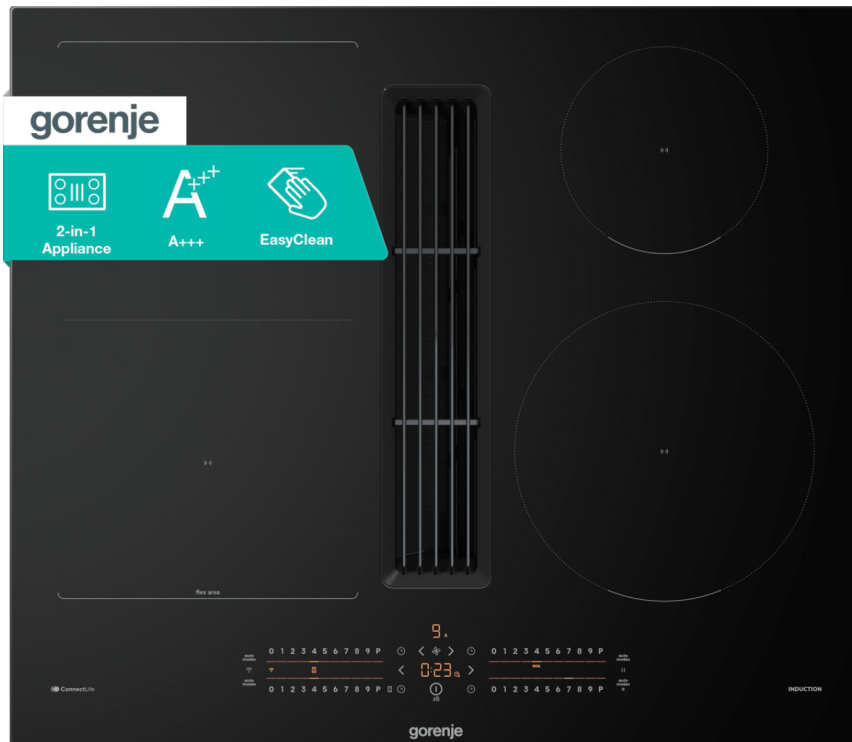 gorenje
2-in-1
Appliance
A+++
A+++
EasyClean
flex area
9 A
auto modes
0 1 2 3 4 5 6 7 8 9 P
0 1 2 3 4 5 6 7 8 9 P
auto modes
0:23
auto modes
0 1 2 3 4 5 6 7 8 9 P
0 1 2 3 4 5 6 7 8 9 P
auto modes
ConnectLife
INDUCTION
gorenje